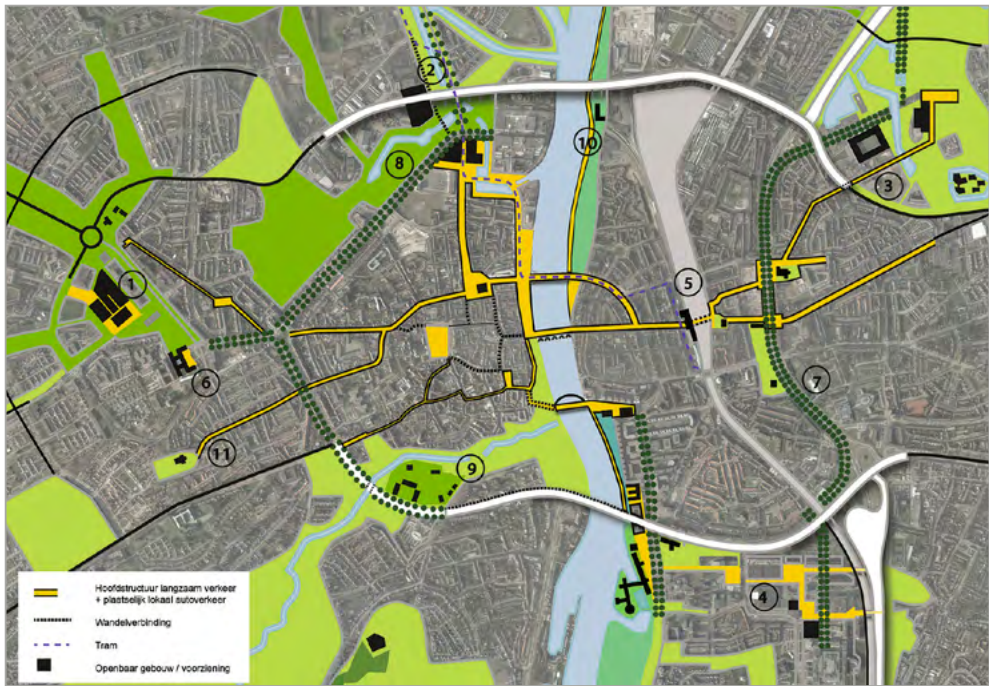 2
10
8
3
1
5
6
7
11
9
4
Hoofdstructuur langzaam verkeer
+ plaatselijk lokaal autoverkeer
Wandelverbinding
Tram
Openbaar gebouw / voorziening